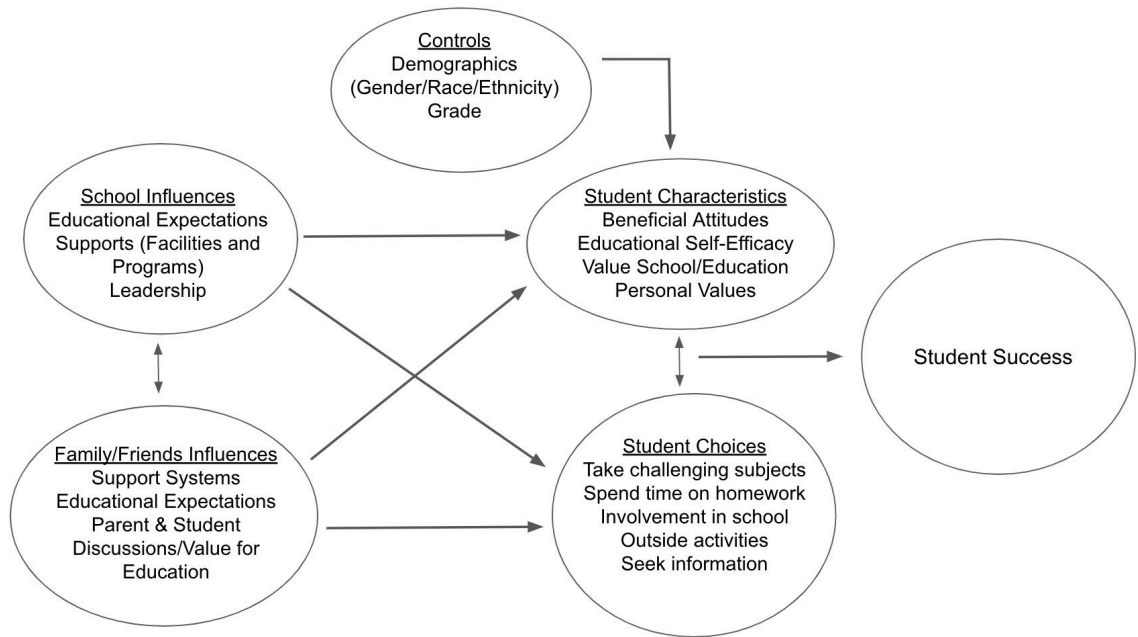 Controls
Demographics
(Gender/Race/Ethnicity)
Grade
School Influences
Educational Expectations
Supports (Facilities and
Programs)
Leadership
Student Characteristics
Beneficial Attitudes
Educational Self-Efficacy
Value School/Education
Personal Values
Student Success
Family/Friends Influences
Support Systems
Educational Expectations
Parent & Student
Discussions/Value for
Education
Student Choices
Take challenging subjects
Spend time on homework
Involvement in school
Outside activities
Seek information